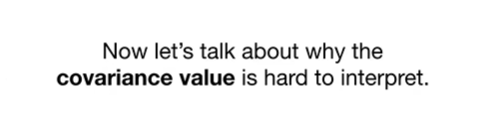 Now let’s talk about why the
covariance value is hard to interpret.